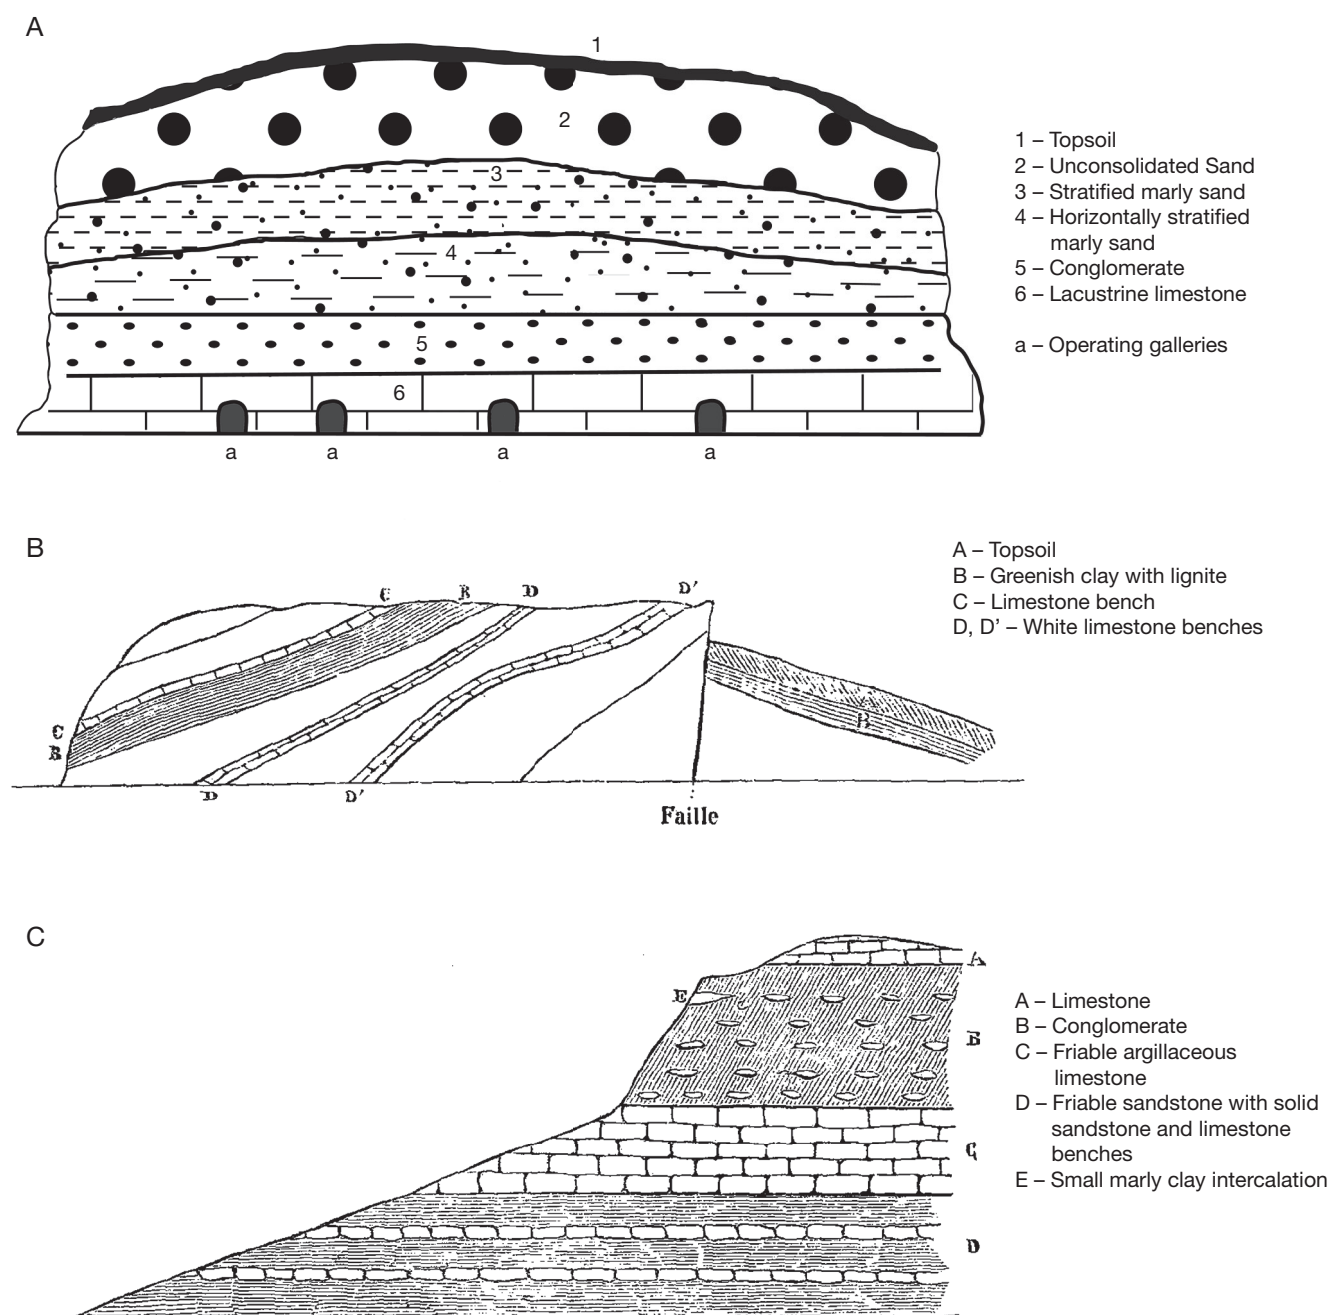 A
1
2
3
4
5
6
a a a a
1 – Topsoil
2 – Unconsolidated Sand
3 – Stratified marly sand
4 – Horizontally stratified
marly sand
5 – Conglomerate
6 – Lacustrine limestone
a – Operating galleries
B
C B D D'
C
B
B
D D'
Faille
A – Topsoil
B – Greenish clay with lignite
C – Limestone bench
D, D' – White limestone benches
C
A
E
B
C
D
A – Limestone
B – Conglomerate
C – Friable argillaceous
limestone
D – Friable sandstone with solid
sandstone and limestone
benches
E – Small marly clay intercalation